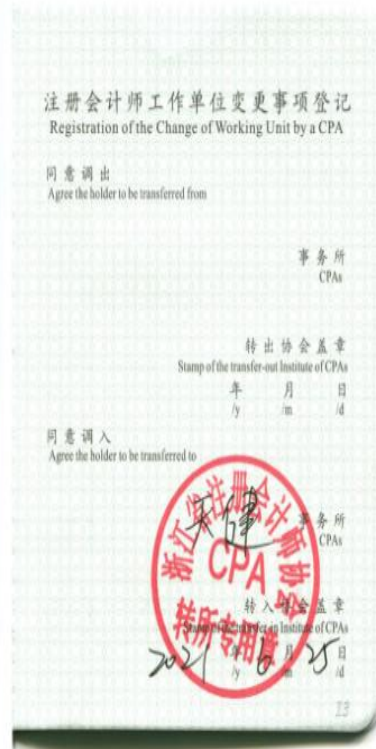 注册会计师工作单位变更事项登记
Registration of the Change of Working Unit by a CPA
同意调出
Agree the holder to be transferred from
事务所
CPAs
转出协会盖章
Stamp of the transfer-out Institute of CPAs
年 月 日
/y /m /d
同意调入
Agree the holder to be transferred to
天健 事务所
CPAs
浙江省注册会计师协会
CPA
转所专用章
转入协会盖章
Stamp of the transfer-in Institute of CPAs
2021 年 6 月 25 日
/y /m /d
13